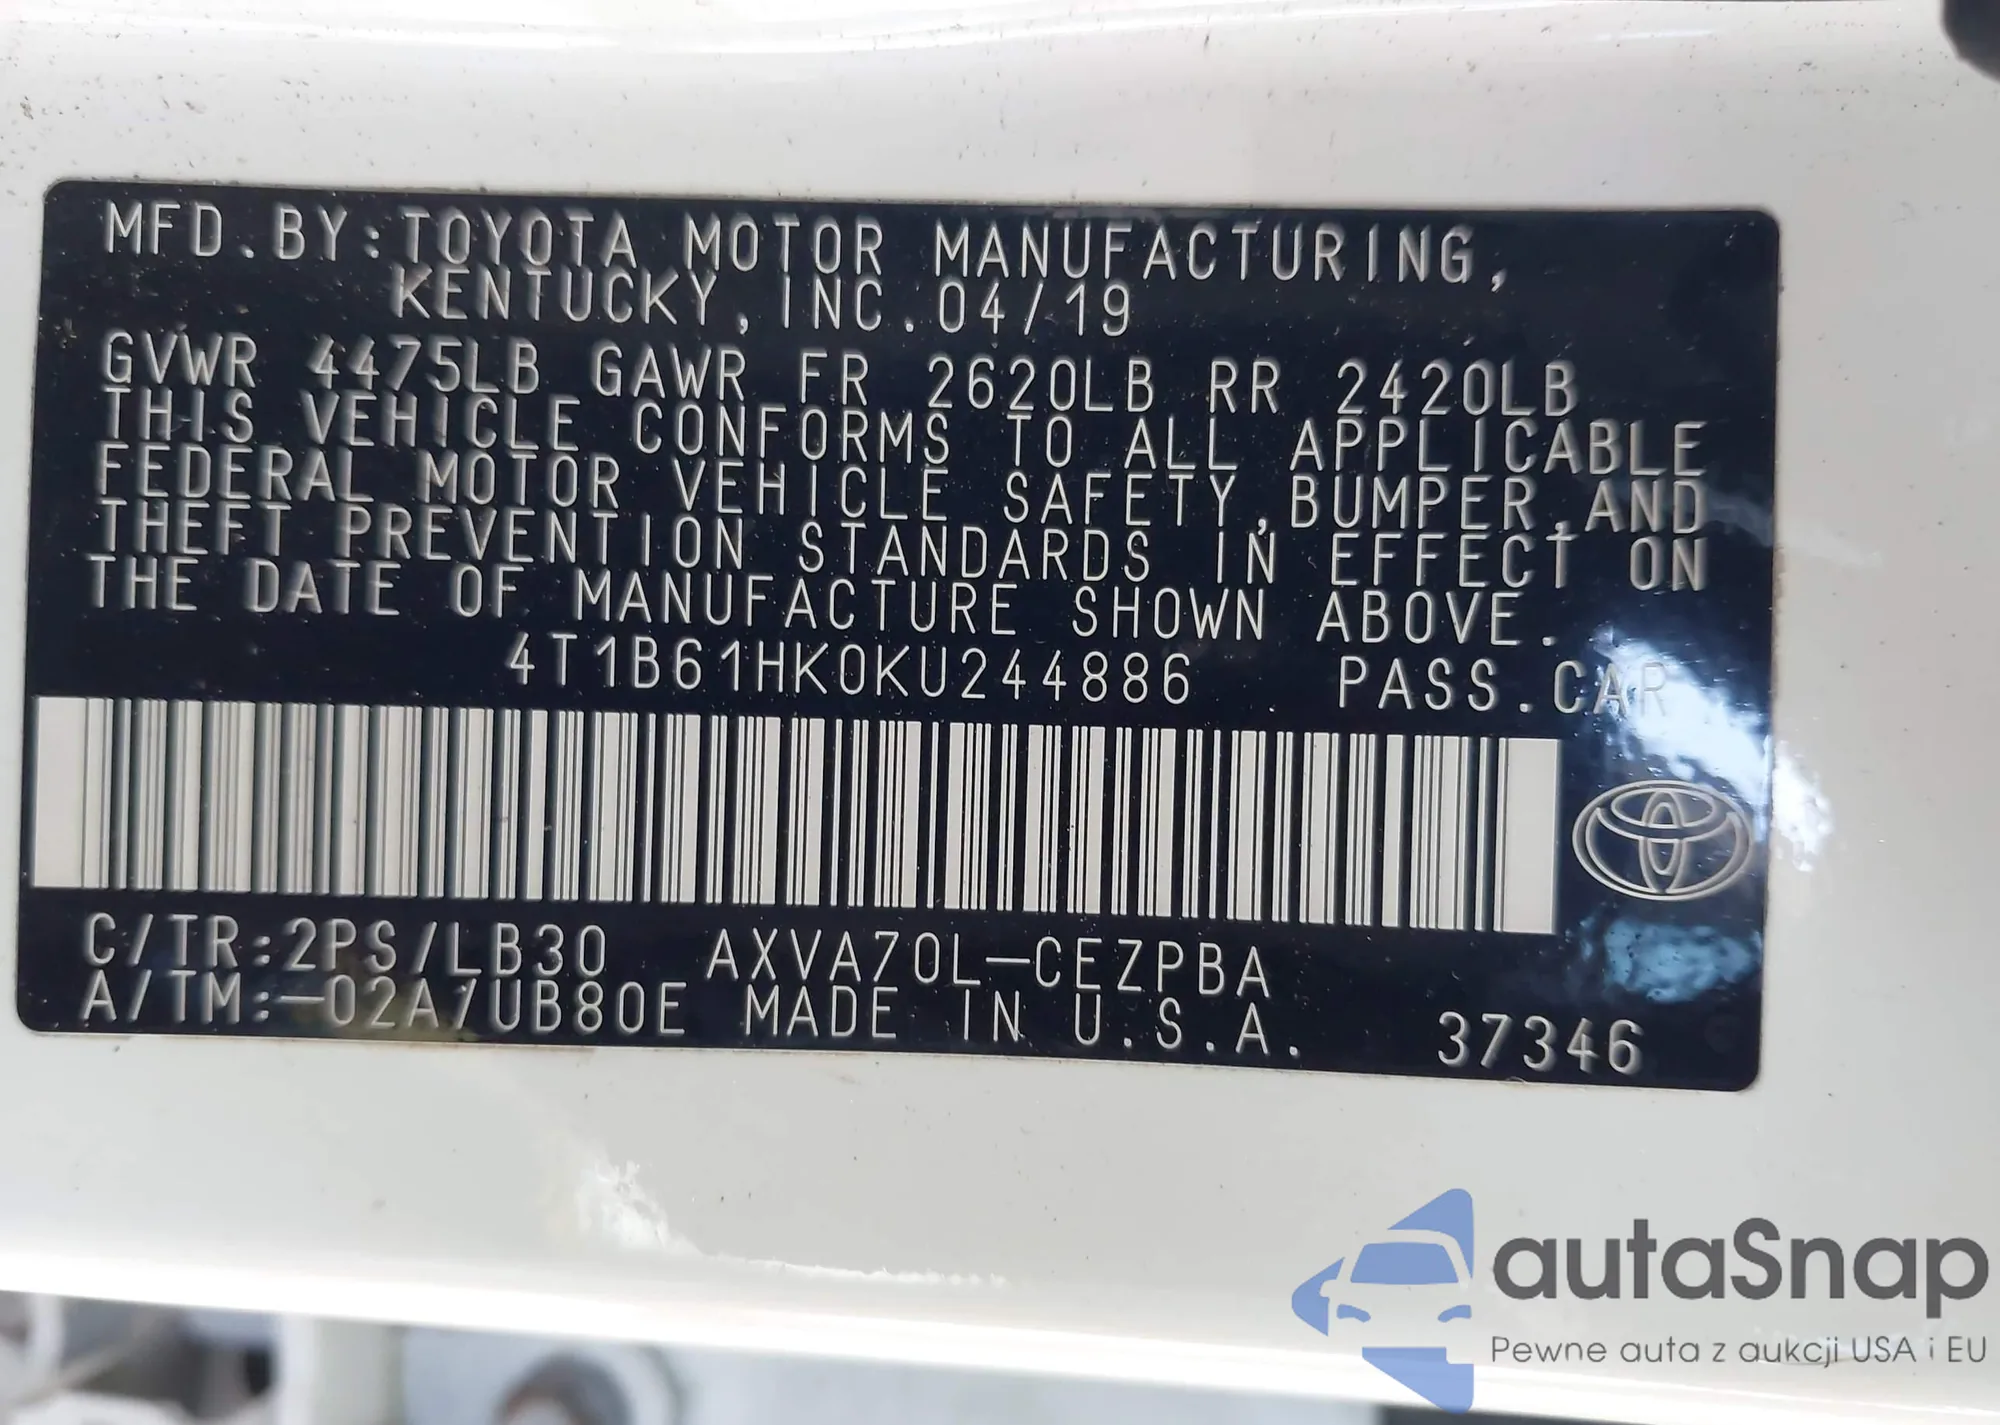 MFD.BY:TOYOTA MOTOR MANUFACTURING,
KENTUCKY,INC.04/19
GVWR 4475LB GAWR FR 2620LB RR 2420LB
THIS VEHICLE CONFORMS TO ALL APPLICABLE
FEDERAL MOTOR VEHICLE SAFETY,BUMPER,AND
THEFT PREVENTION STANDARDS IN EFFECT ON
THE DATE OF MANUFACTURE SHOWN ABOVE.
4T1B61HK0KU244886 PASS.CAR
C/TR:2PS/LB30 AXVA70L-CEZPBA
A/TM:-02A/UB80E MADE IN U.S.A. 37346
autaSnap
Pewne auta z aukcji USA i EU